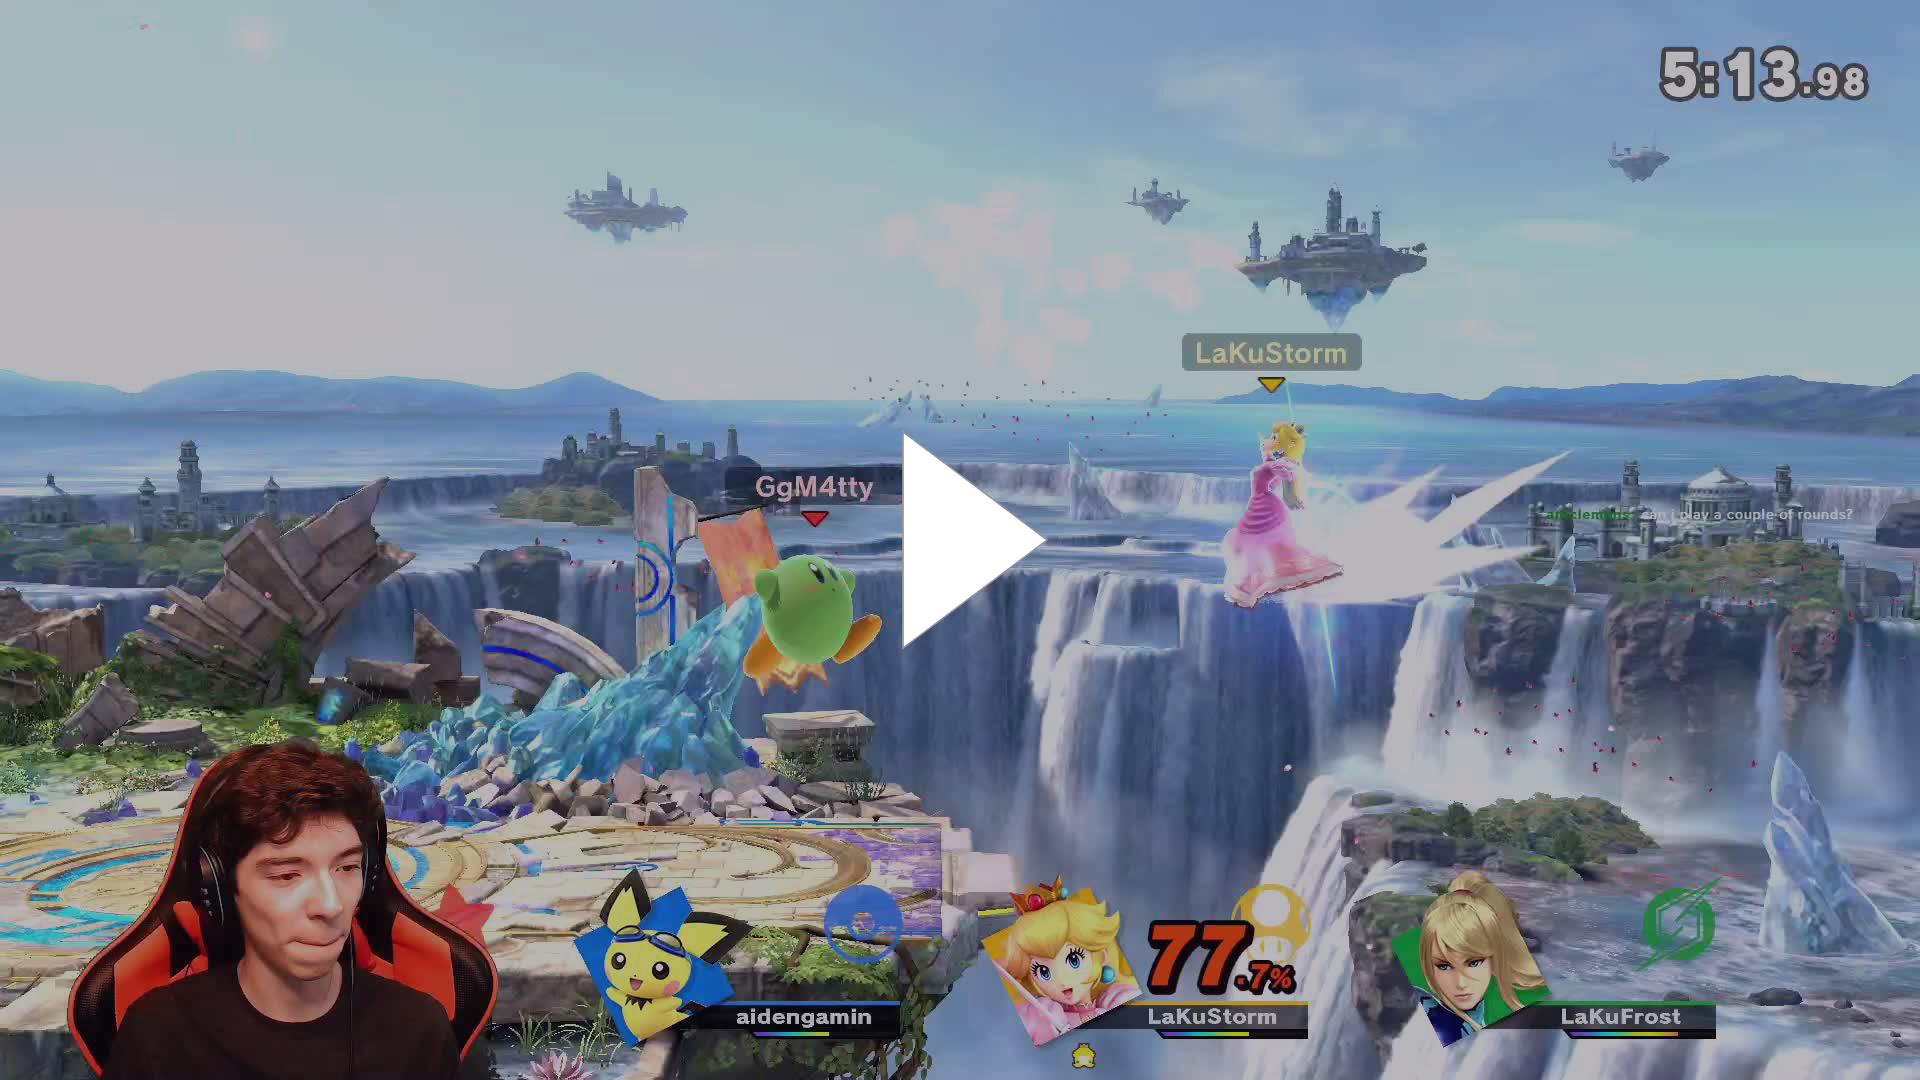 5:13.98
LaKuStorm
GgM4tty
can i play a couple of rounds?
77.7%
aidengamin
LaKuStorm
LaKuFrost